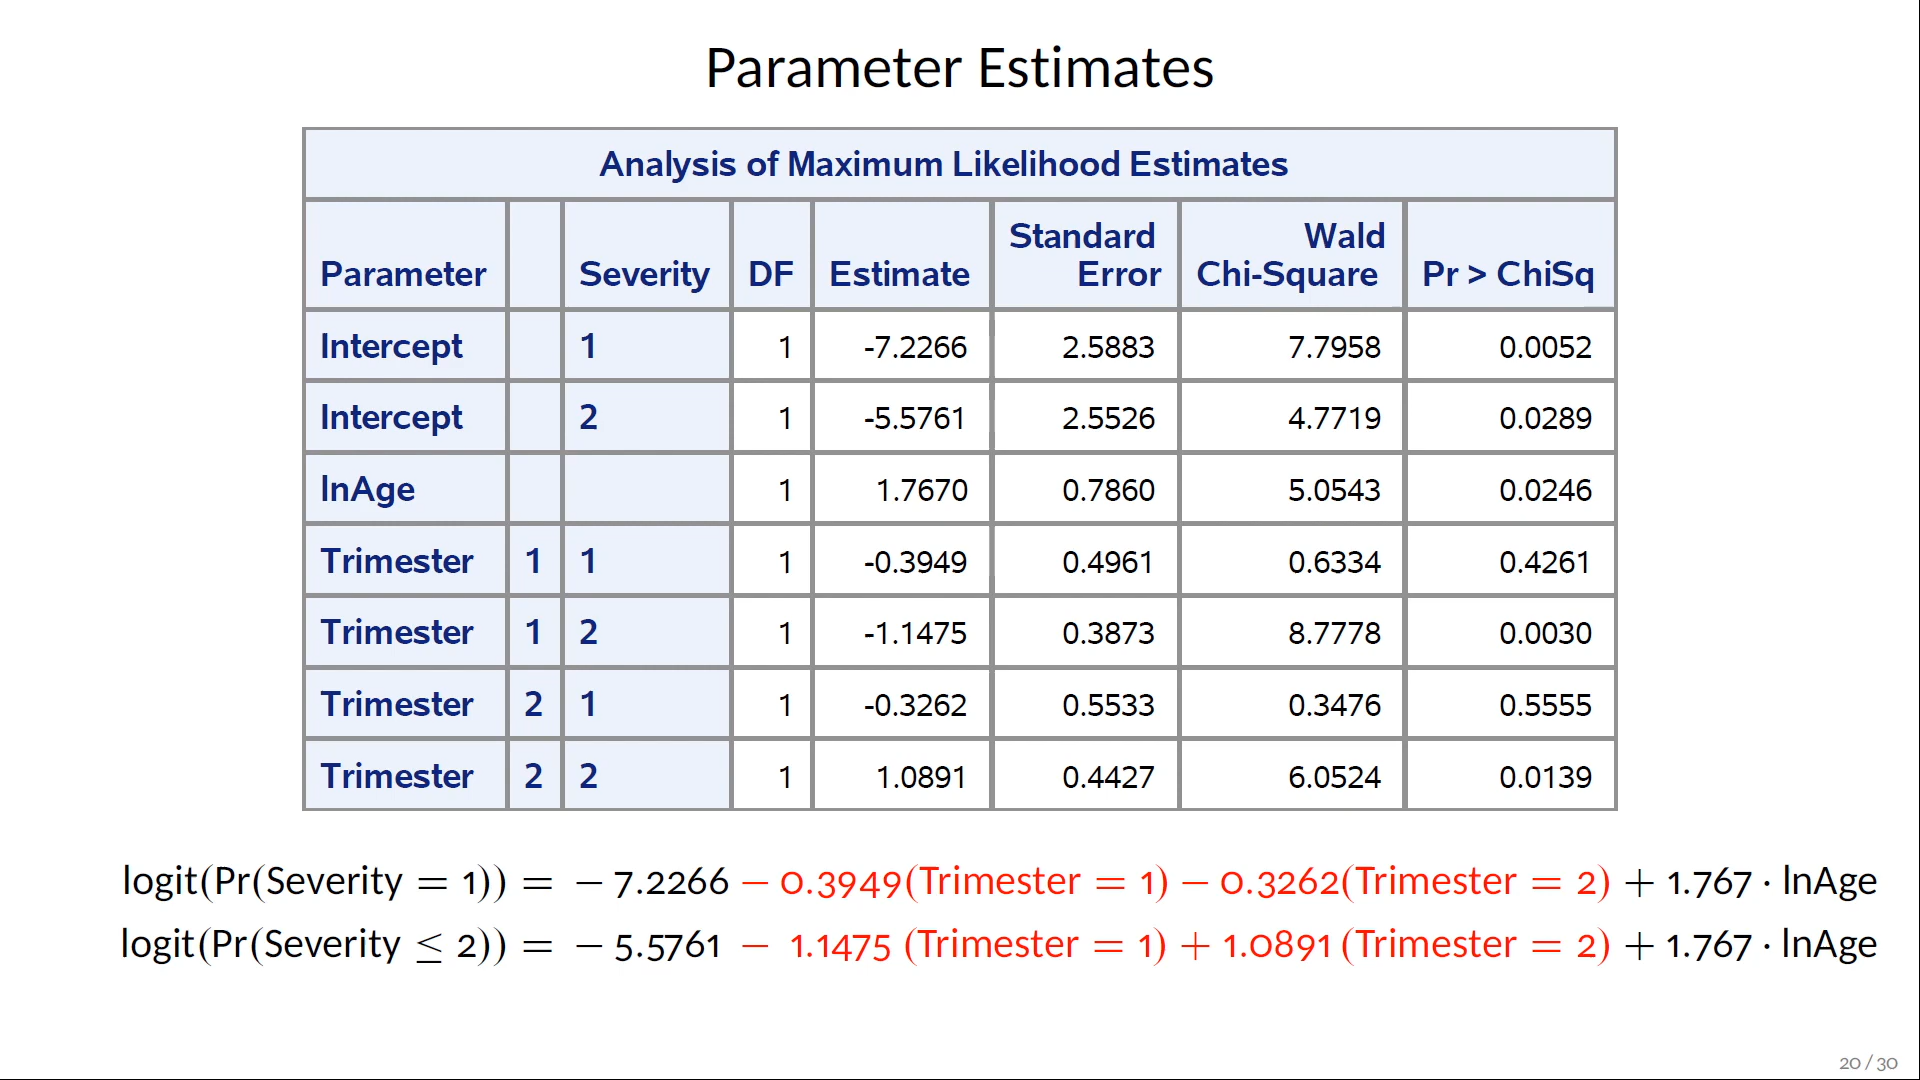 Parameter Estimates
Analysis of Maximum Likelihood Estimates
Parameter Severity DF Estimate Standard Error Wald Chi-Square Pr > ChiSq
Intercept 1 1 -7.2266 2.5883 7.7958 0.0052
Intercept 2 1 -5.5761 2.5526 4.7719 0.0289
lnAge 1 1.7670 0.7860 5.0543 0.0246
Trimester 1 1 1 -0.3949 0.4961 0.6334 0.4261
Trimester 1 2 1 -1.1475 0.3873 8.7778 0.0030
Trimester 2 1 1 -0.3262 0.5533 0.3476 0.5555
Trimester 2 2 1 1.0891 0.4427 6.0524 0.0139
logit(Pr(Severity = 1)) = − 7.2266 − 0.3949(Trimester = 1) − 0.3262(Trimester = 2) + 1.767 · lnAge
logit(Pr(Severity ≤ 2)) = − 5.5761 − 1.1475 (Trimester = 1) + 1.0891 (Trimester = 2) + 1.767 · lnAge
20 / 30